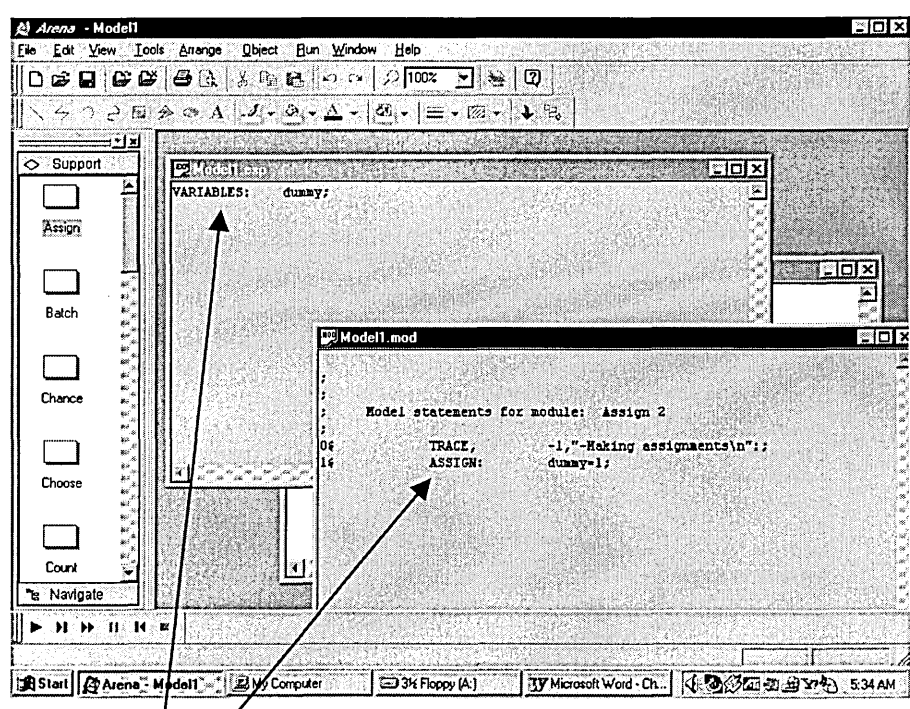 Arena - Model1
File Edit View Tools Arrange Object Run Window Help
100%
Support
Assign
Batch
Chance
Choose
Count
Navigate
Model1.exp
VARIABLES: dummy;
Model1.mod
;
;
; Model statements for module: Assign 2
;
0$ TRACE, -1,"-Making assignments\n":;
1$ ASSIGN: dummy=1;
Start Arena - Model1 My Computer 3½ Floppy (A:) Microsoft Word - Ch... 5:34 AM